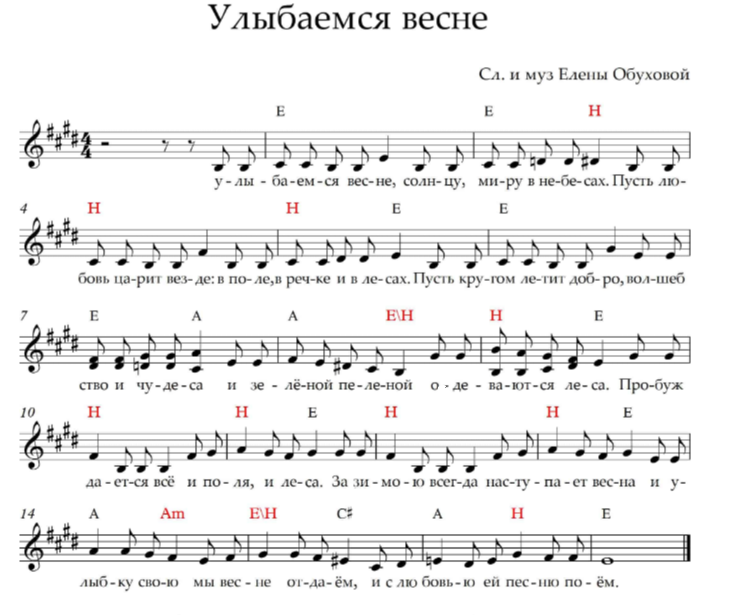 Улыбаемся весне
Сл. и муз Елены Обуховой
E E H
у - лы - ба-ем-ся вес-не, солн-цу, ми-ру в не-бе-сах. Пусть лю-
4 H H E E
бовь ца-рит вез-де: в по-ле,в реч-ке и в ле-сах. Пусть кру-гом ле-тит доб-ро, вол-шеб
7 E A A E\H H E
ство и чу-де-са и зе-лё-ной пе-ле-ной о-де-ва-ют-ся ле-са. Про-буж
10 H H E H H E
да-ет-ся всё и по-ля, и ле-са. За зи-мо-ю всег-да нас-ту-па-ет вес-на и у-
14 A Am E\H C♯ A H E
лыб-ку сво-ю мы вес-не от-да-ём, и с лю бовь-ю ей пес-ню по-ём.